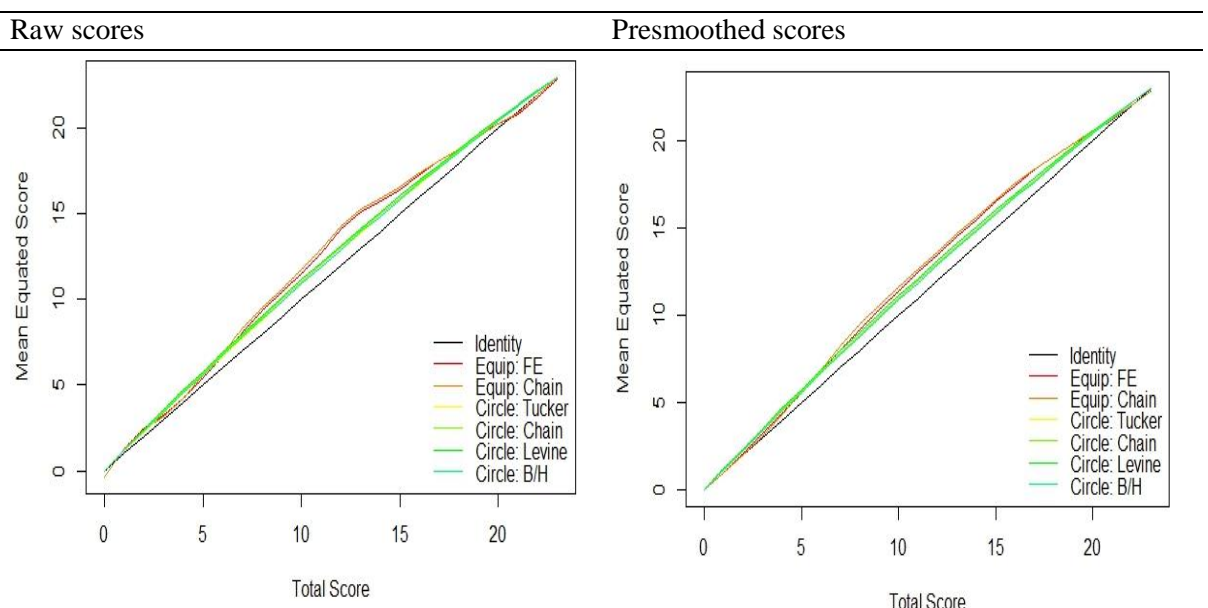 Raw scores
Presmoothed scores
Mean Equated Score
20
15
10
5
0
Identity
Equip: FE
Equip: Chain
Circle: Tucker
Circle: Chain
Circle: Levine
Circle: B/H
0 5 10 15 20
Total Score
Mean Equated Score
20
15
10
5
0
Identity
Equip: FE
Equip: Chain
Circle: Tucker
Circle: Chain
Circle: Levine
Circle: B/H
0 5 10 15 20
Total Score